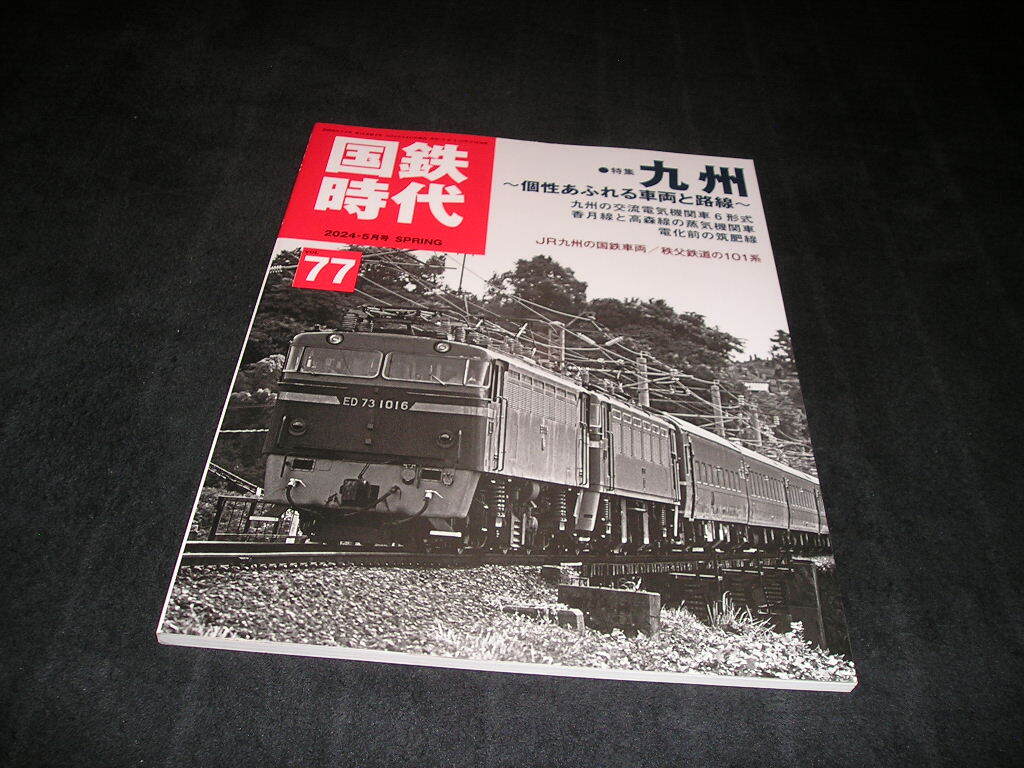 国鉄
時代
2024・5月号 SPRING
VOL.
77
・特集 九州
～個性あふれる車両と路線～
九州の交流電気機関車6形式
香月線と高森線の蒸気機関車
電化前の筑肥線
JR九州の国鉄車両／秩父鉄道の101系
ED 73 1016